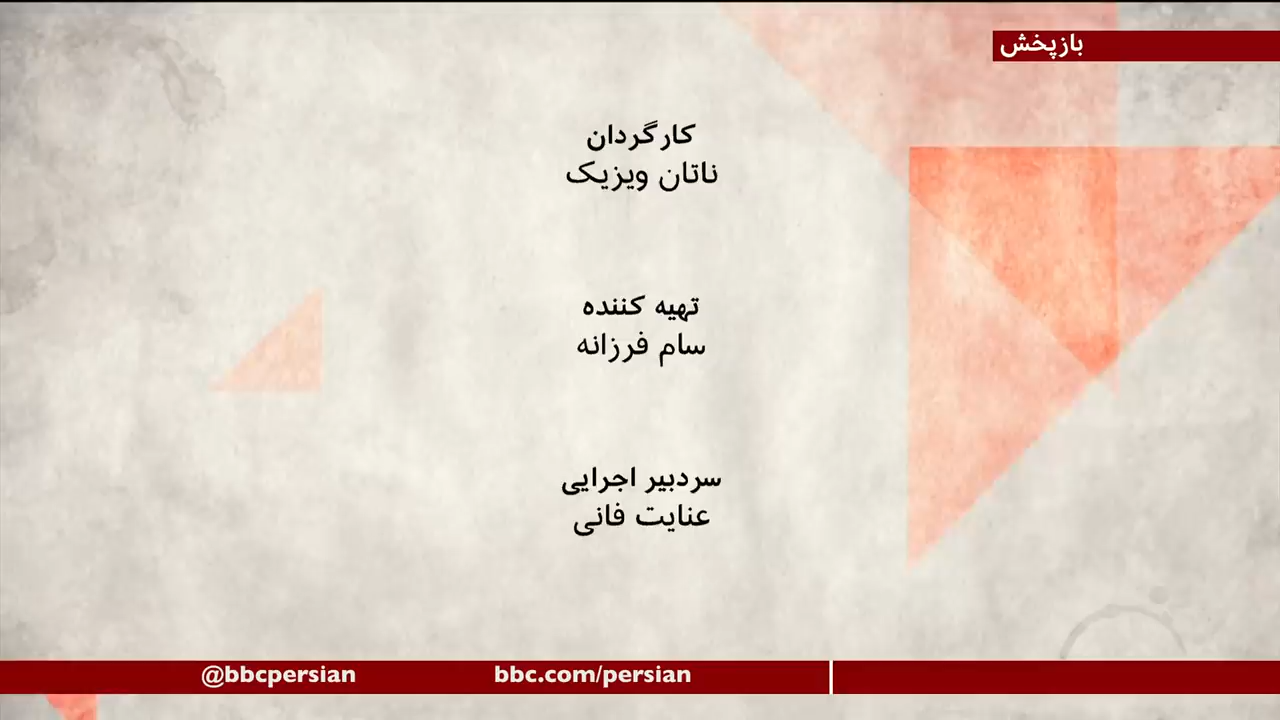 بازپخش
کارگردان
ناتان ویزیک
تهیه کننده
سام فرزانه
سردبیر اجرایی
عنایت فانی
@bbcpersian
bbc.com/persian